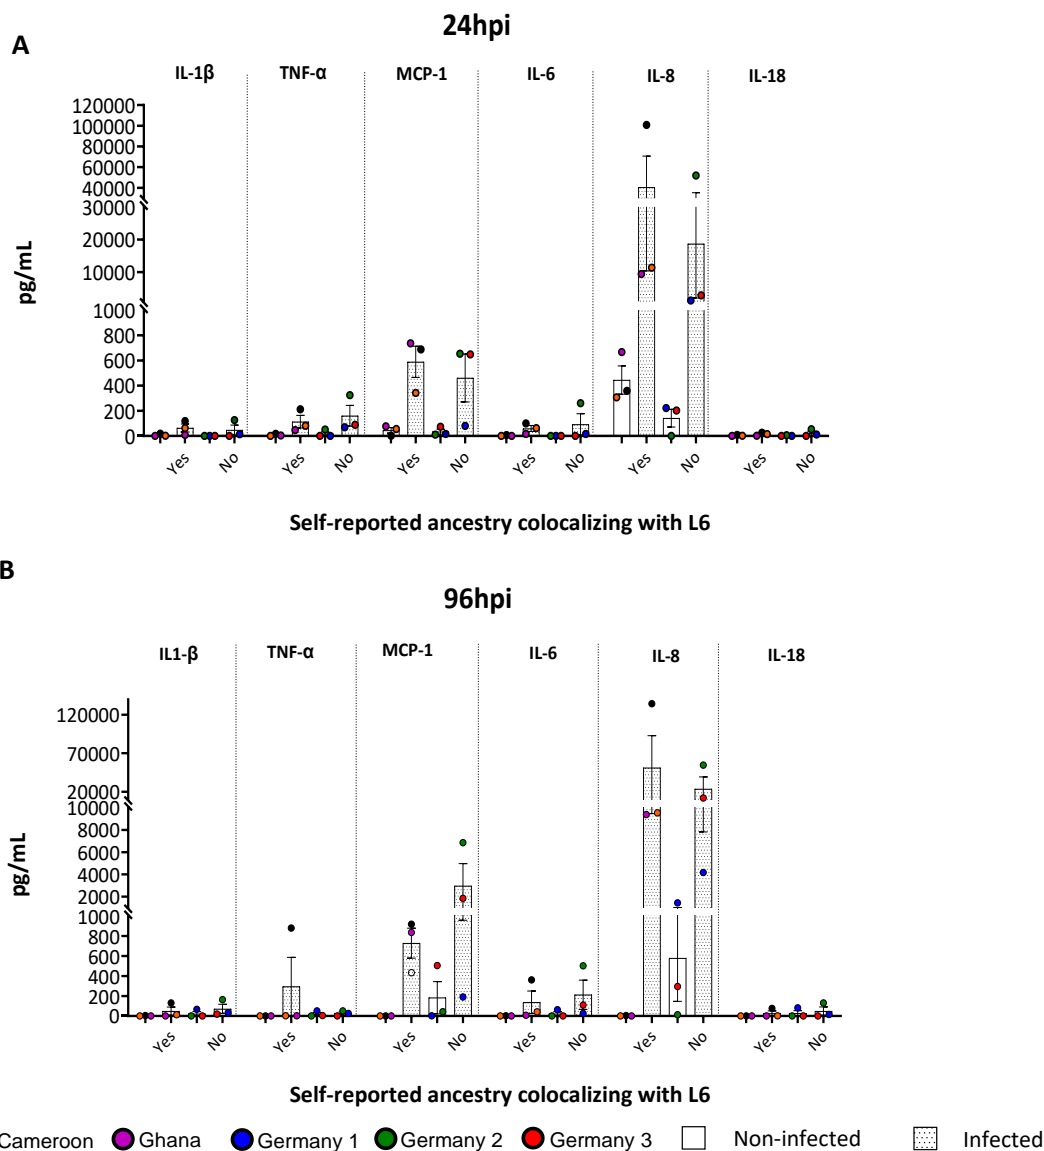 24hpi
A
IL-1β TNF-α MCP-1 IL-6 IL-8 IL-18
120000
100000
80000
60000
40000
30000
20000
10000
1000
800
600
400
200
0
pg/mL
Yes No Yes No Yes No Yes No Yes No Yes No
Self-reported ancestry colocalizing with L6
B
96hpi
IL1-β TNF-α MCP-1 IL-6 IL-8 IL-18
120000
70000
20000
10000
8000
6000
4000
2000
1000
800
600
400
200
0
pg/mL
Yes No Yes No Yes No Yes No Yes No Yes No
Self-reported ancestry colocalizing with L6
Cameroon Ghana Germany 1 Germany 2 Germany 3 Non-infected Infected